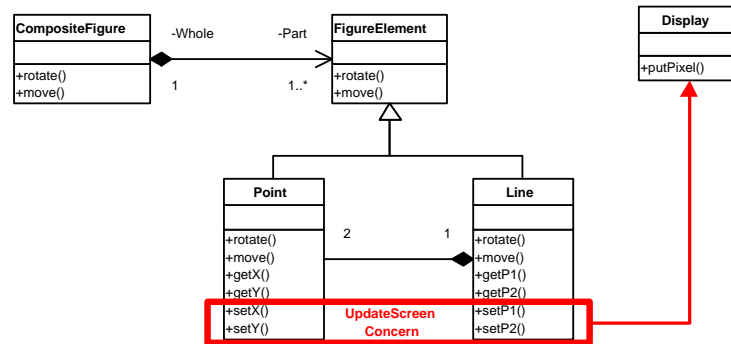 CompositeFigure
+rotate()
+move()
-Whole
-Part
1
1..*
FigureElement
+rotate()
+move()
Display
+putPixel()
Point
+rotate()
+move()
+getX()
+getY()
+setX()
+setY()
2
1
Line
+rotate()
+move()
+getP1()
+getP2()
+setP1()
+setP2()
UpdateScreen
Concern